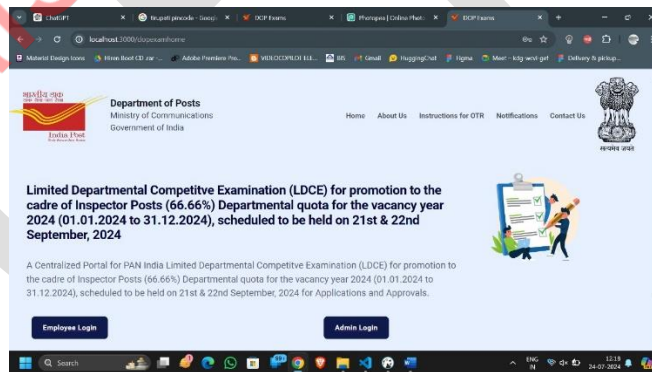 ChatGPT
DOP Exams
Photopea | Online Photo
DOP Exams
localhost:3000/dopexamhome
Material Design Icons
Hiren Boot CD
Adobe Premiere Pro...
BIS
Gmail
HuggingChat
Figma
Delivery & pickup...
भारतीय डाक
India Post
Department of Posts
Ministry of Communications
Government of India
Home About Us Instructions for OTR Notifications Contact Us
सत्यमेव जयते
Limited Departmental Competitve Examination (LDCE) for promotion to the
cadre of Inspector Posts (66.66%) Departmental quota for the vacancy year
2024 (01.01.2024 to 31.12.2024), scheduled to be held on 21st & 22nd
September, 2024
A Centralized Portal for PAN India Limited Departmental Competitive Examination (LDCE) for promotion to
the cadre of Inspector Posts (66.66%) Departmental quota for the vacancy year 2024 (01.01.2024 to
31.12.2024), scheduled to be held on 21st & 22nd September, 2024 for Applications and Approvals.
Employee Login Admin Login
Search
ENG
IN
12:19
24-07-2024